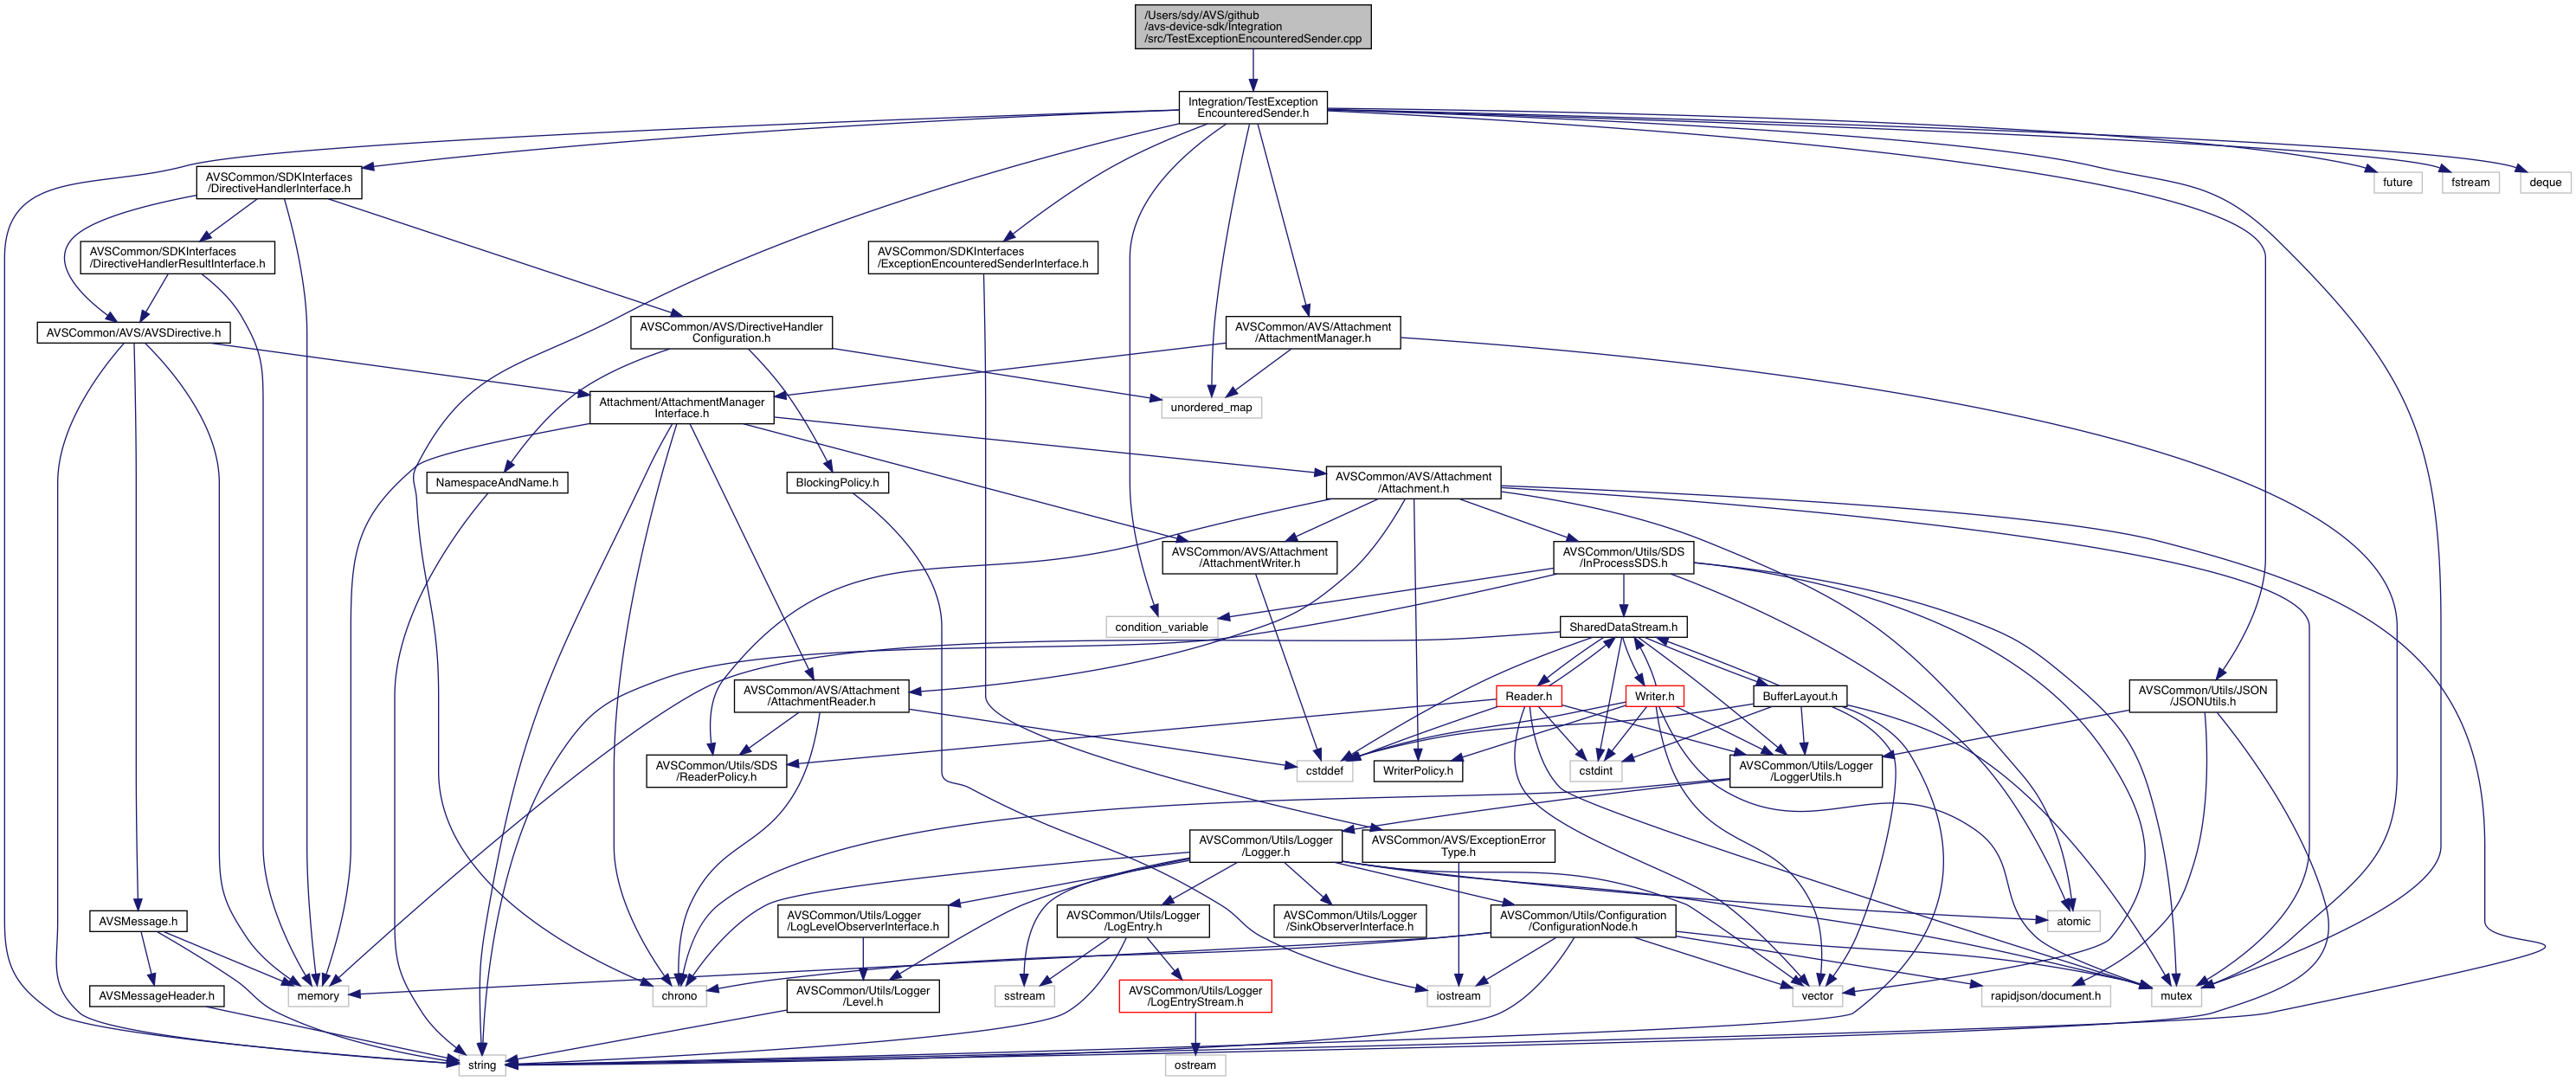 /Users/sdy/AVS/github
/avs-device-sdk/Integration
/src/TestExceptionEncounteredSender.cpp
Integration/TestException
EncounteredSender.h
AVSCommon/SDKInterfaces
/DirectiveHandlerInterface.h
future
fstream
deque
AVSCommon/SDKInterfaces
/DirectiveHandlerResultInterface.h
AVSCommon/SDKInterfaces
/ExceptionEncounteredSenderInterface.h
AVSCommon/AVS/AVSDirective.h
AVSCommon/AVS/DirectiveHandler
Configuration.h
AVSCommon/AVS/Attachment
/AttachmentManager.h
Attachment/AttachmentManager
Interface.h
unordered_map
NamespaceAndName.h
BlockingPolicy.h
AVSCommon/AVS/Attachment
/Attachment.h
AVSCommon/AVS/Attachment
/AttachmentWriter.h
AVSCommon/Utils/SDS
/InProcessSDS.h
condition_variable
SharedDataStream.h
AVSCommon/AVS/Attachment
/AttachmentReader.h
Reader.h
Writer.h
BufferLayout.h
AVSCommon/Utils/JSON
/JSONUtils.h
AVSCommon/Utils/SDS
/ReaderPolicy.h
cstddef
WriterPolicy.h
cstdint
AVSCommon/Utils/Logger
/LoggerUtils.h
AVSCommon/Utils/Logger
/Logger.h
AVSCommon/AVS/ExceptionError
Type.h
AVSMessage.h
AVSCommon/Utils/Logger
/LogLevelObserverInterface.h
AVSCommon/Utils/Logger
/LogEntry.h
AVSCommon/Utils/Logger
/SinkObserverInterface.h
AVSCommon/Utils/Configuration
/ConfigurationNode.h
atomic
AVSMessageHeader.h
memory
chrono
AVSCommon/Utils/Logger
/Level.h
sstream
AVSCommon/Utils/Logger
/LogEntryStream.h
iostream
vector
rapidjson/document.h
mutex
string
ostream